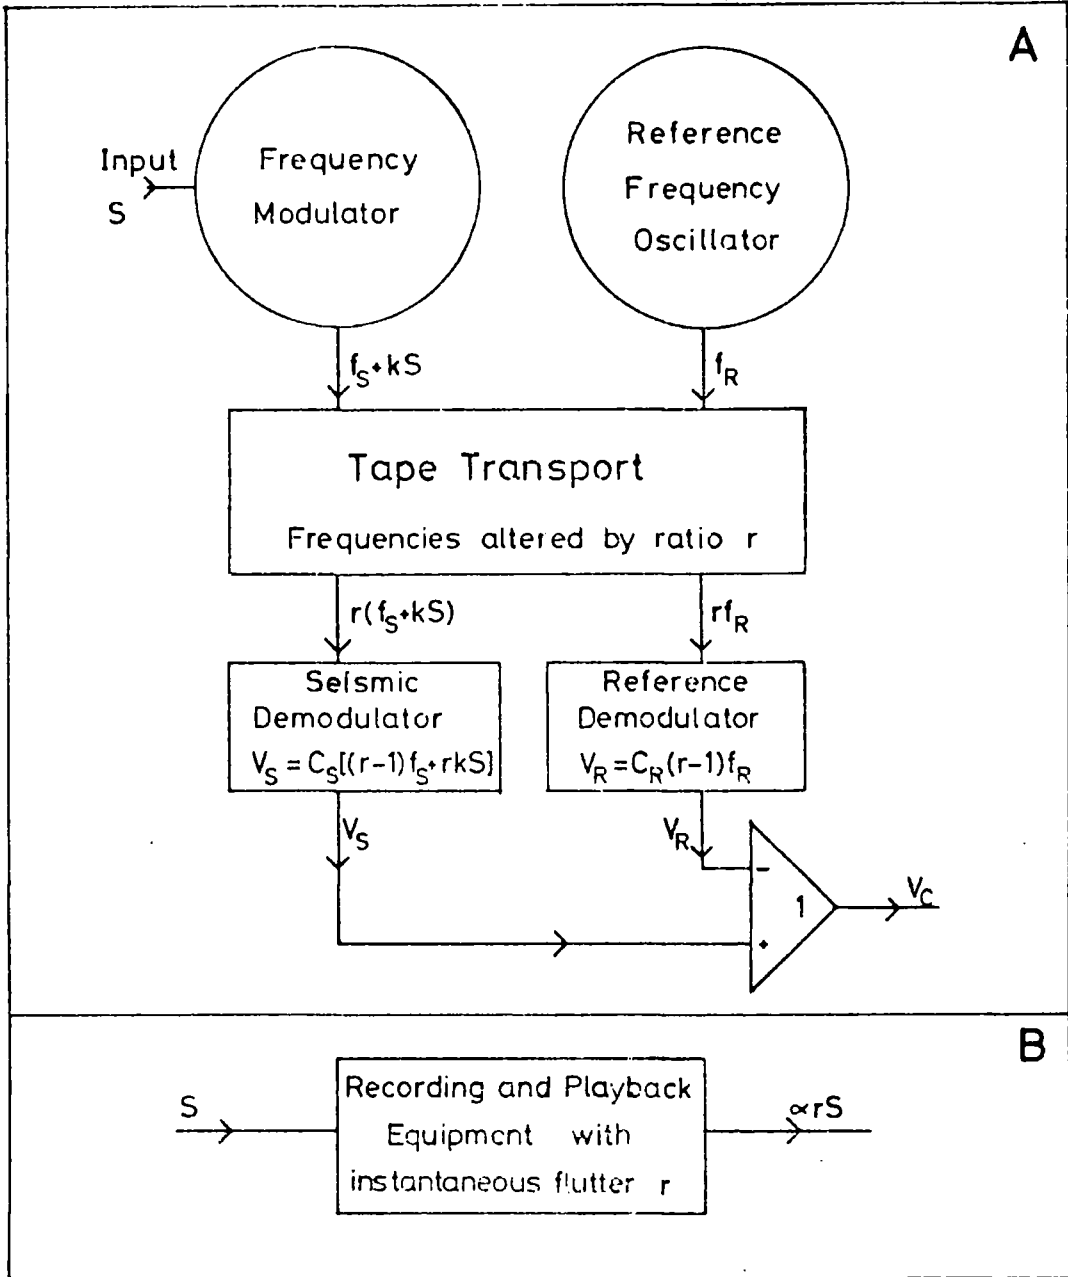 A
Input
S
Frequency
Modulator
Reference
Frequency
Oscillator
f_S+kS
f_R
Tape Transport
Frequencies altered by ratio r
r(f_S+kS)
rf_R
Seismic
Demodulator
V_S = C_S[(r-1)f_S+rkS]
Reference
Demodulator
V_R = C_R(r-1)f_R
V_S
V_R
-
+
1
V_C
B
S
Recording and Playback
Equipment with
instantaneous flutter r
∝rS